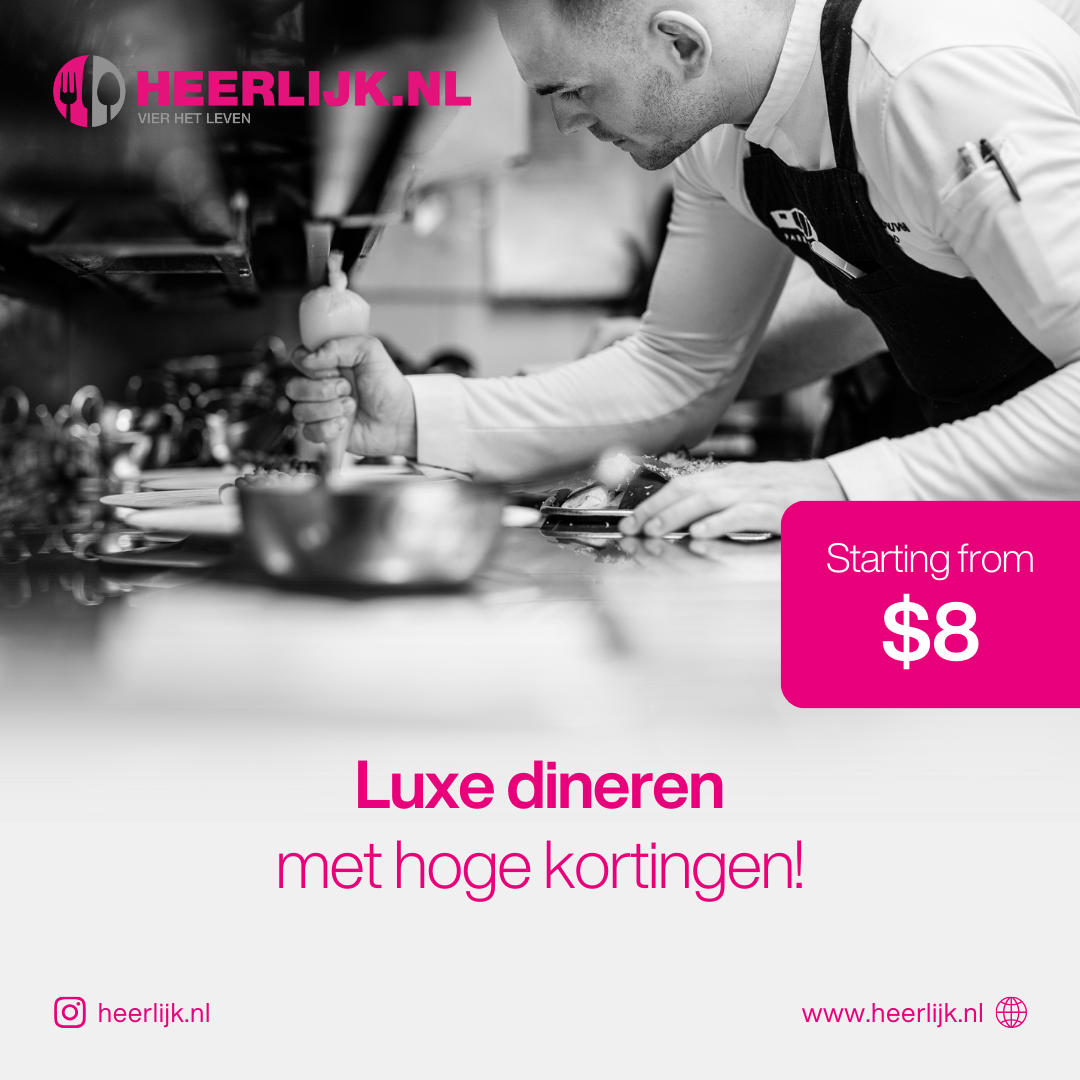 HEERLIJK.NL
VIER HET LEVEN
Starting from
$8
Luxe dineren
met hoge kortingen!
heerlijk.nl
www.heerlijk.nl